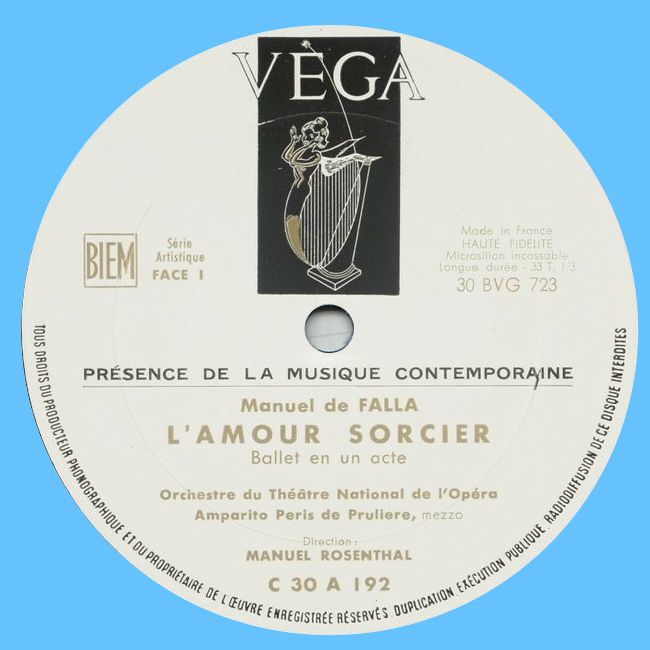 VÈGA
BIEM
Série
Artistique
FACE 1
Made in France
HAUTE FIDÉLITÉ
Microsillon incassable
Longue durée - 33 T. 1/3
30 BVG 723
PRÉSENCE DE LA MUSIQUE CONTEMPORAINE
Manuel de FALLA
L'AMOUR SORCIER
Ballet en un acte
Orchestre du Théâtre National de l'Opéra
Amparito Peris de Pruliere, mezzo
Direction :
MANUEL ROSENTHAL
C 30 A 192
TOUS DROITS DU PRODUCTEUR PHONOGRAPHIQUE ET DU PROPRIÉTAIRE DE L'ŒUVRE ENREGISTRÉE RÉSERVÉS. DUPLICATION EXÉCUTION PUBLIQUE. RADIODIFFUSION DE CE DISQUE INTERDITES